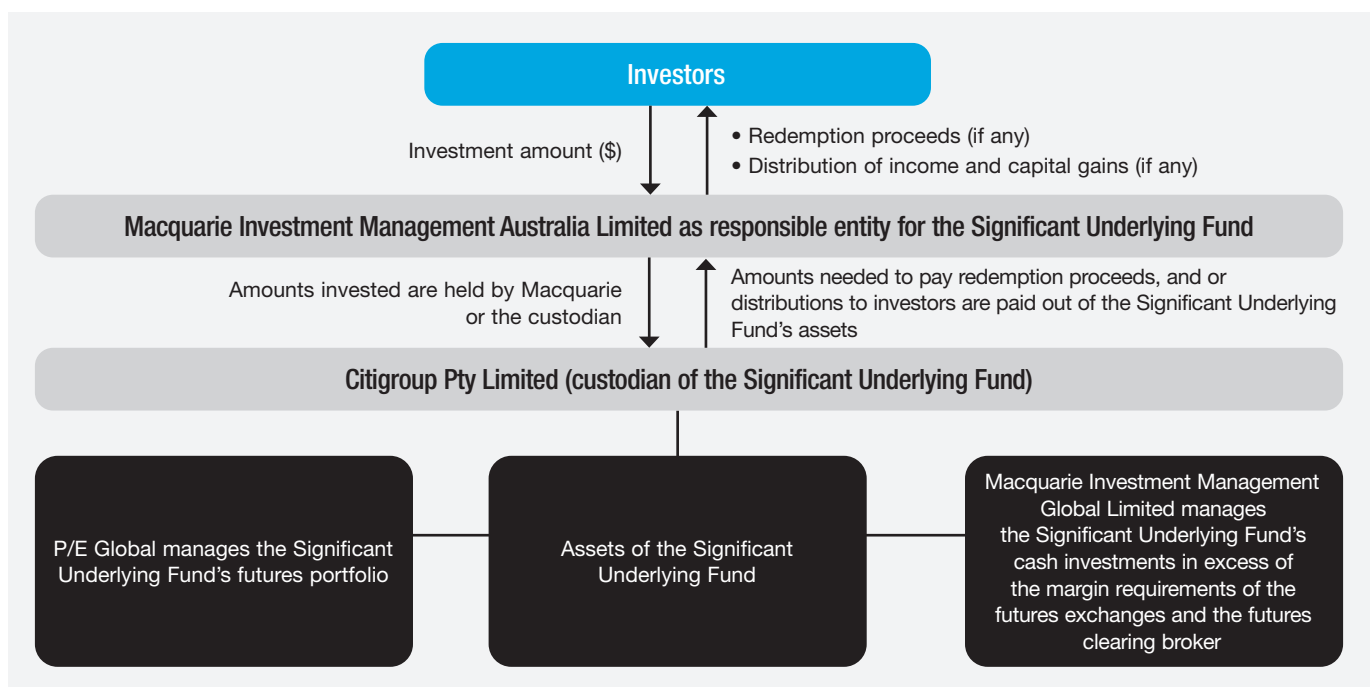 Investors
Investment amount ($)
• Redemption proceeds (if any)
• Distribution of income and capital gains (if any)
Macquarie Investment Management Australia Limited as responsible entity for the Significant Underlying Fund
Amounts invested are held by Macquarie
or the custodian
Amounts needed to pay redemption proceeds, and or
distributions to investors are paid out of the Significant Underlying
Fund's assets
Citigroup Pty Limited (custodian of the Significant Underlying Fund)
P/E Global manages the Significant
Underlying Fund's futures portfolio
Assets of the Significant
Underlying Fund
Macquarie Investment Management
Global Limited manages
the Significant Underlying Fund's
cash investments in excess of
the margin requirements of the
futures exchanges and the futures
clearing broker